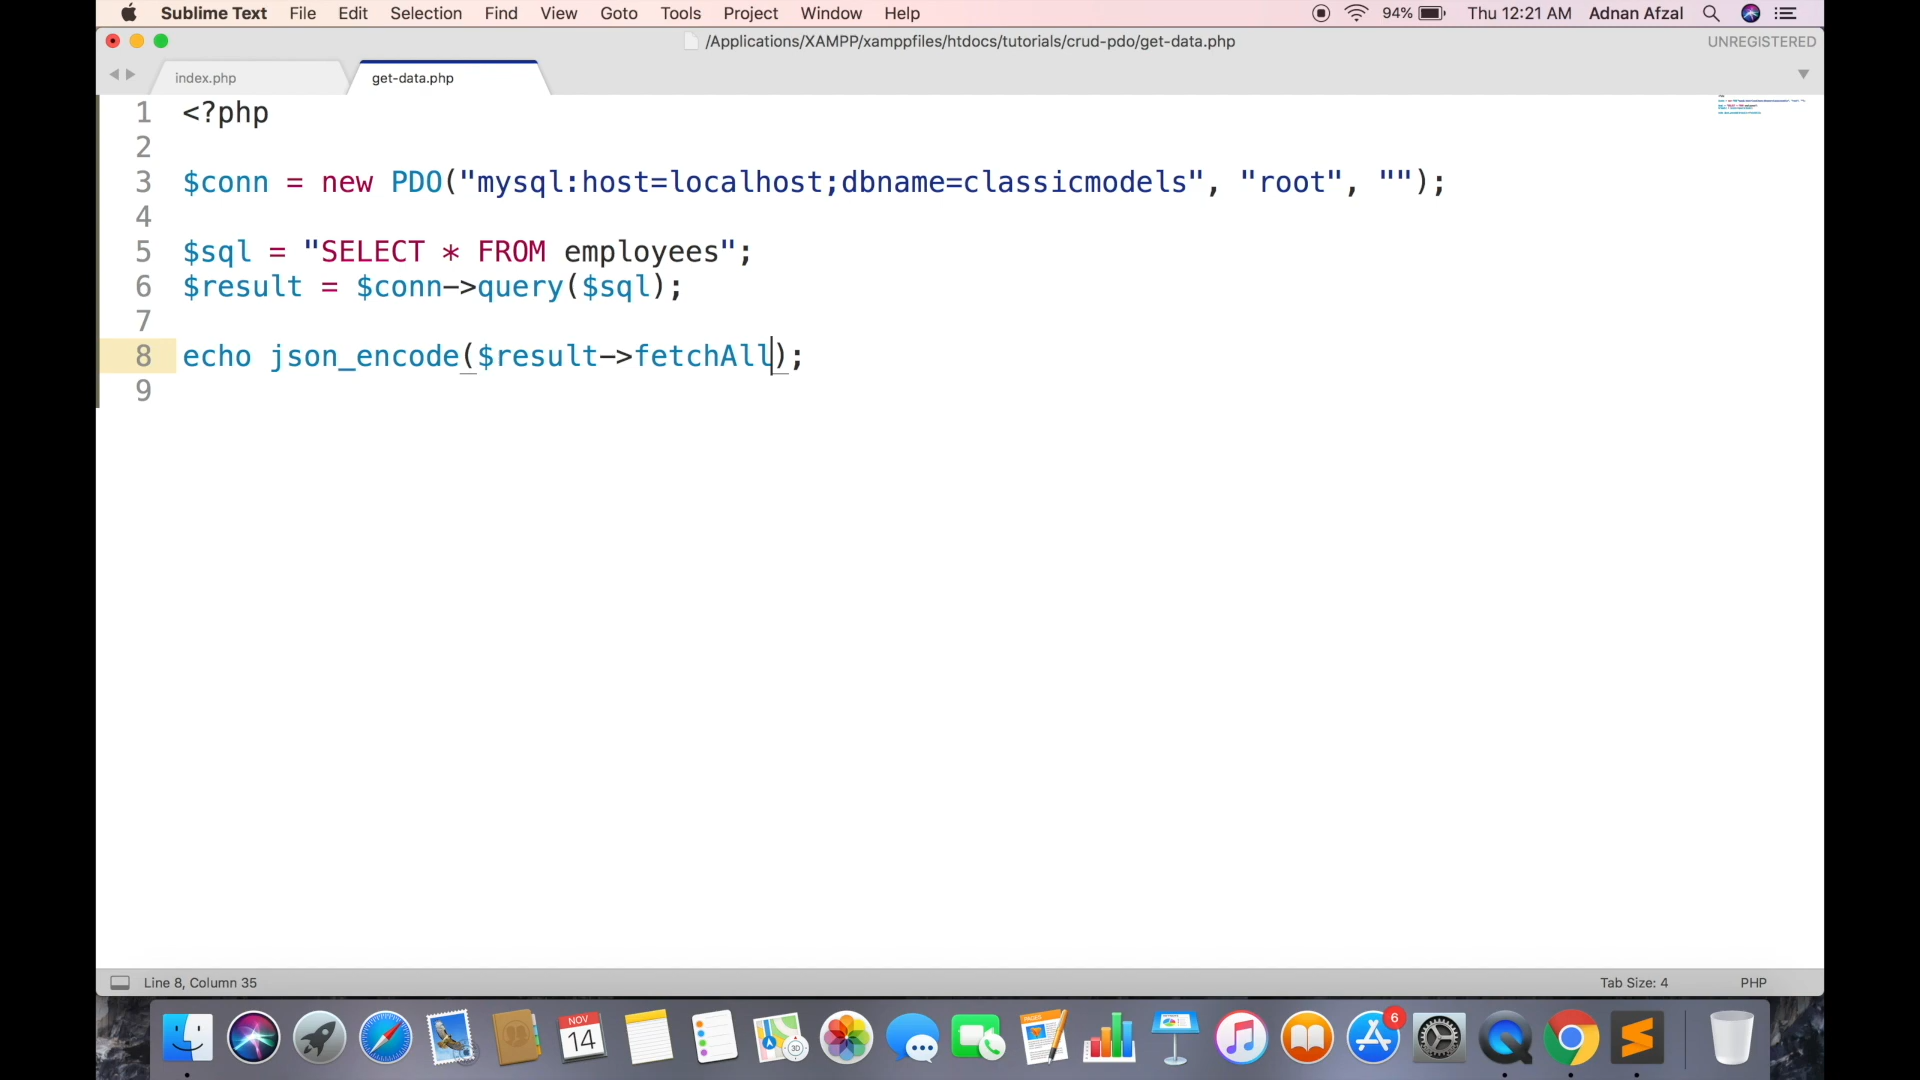 Sublime Text File Edit Selection Find View Goto Tools Project Window Help 94% Thu 12:21 AM Adnan Afzal
/Applications/XAMPP/xamppfiles/htdocs/tutorials/crud-pdo/get-data.php UNREGISTERED
index.php get-data.php
1 <?php
2
3 $conn = new PDO("mysql:host=localhost;dbname=classicmodels", "root", "");
4
5 $sql = "SELECT * FROM employees";
6 $result = $conn->query($sql);
7
8 echo json_encode($result->fetchAll);
9
Line 8, Column 35 Tab Size: 4 PHP
NOV
14
6